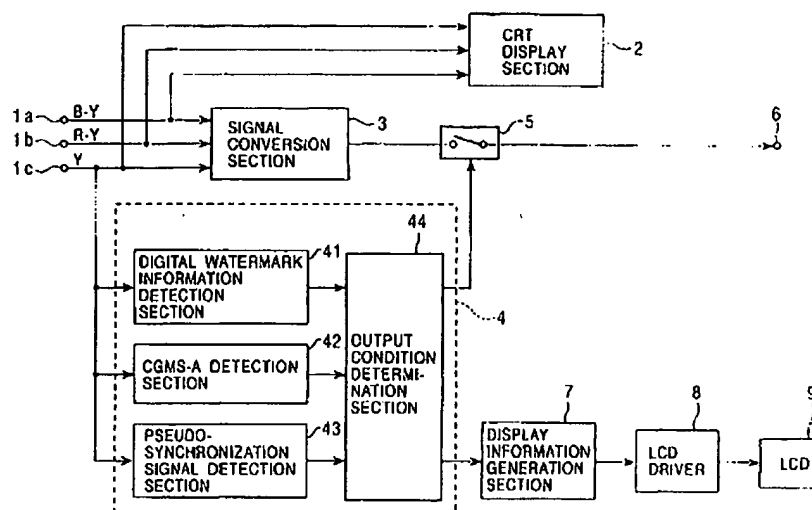 CRT
DISPLAY
SECTION
2
1a
B-Y
1b
R-Y
1c
Y
SIGNAL
CONVERSION
SECTION
3
5
6
44
DIGITAL WATERMARK
INFORMATION
DETECTION
SECTION
41
4
CGMS-A DETECTION
SECTION
42
OUTPUT
CONDITION
DETERMI-
NATION
SECTION
PSEUDO-
SYNCHRONIZATION
SIGNAL DETECTION
SECTION
43
7
DISPLAY
INFORMATION
GENERATION
SECTION
8
LCD
DRIVER
9
LCD